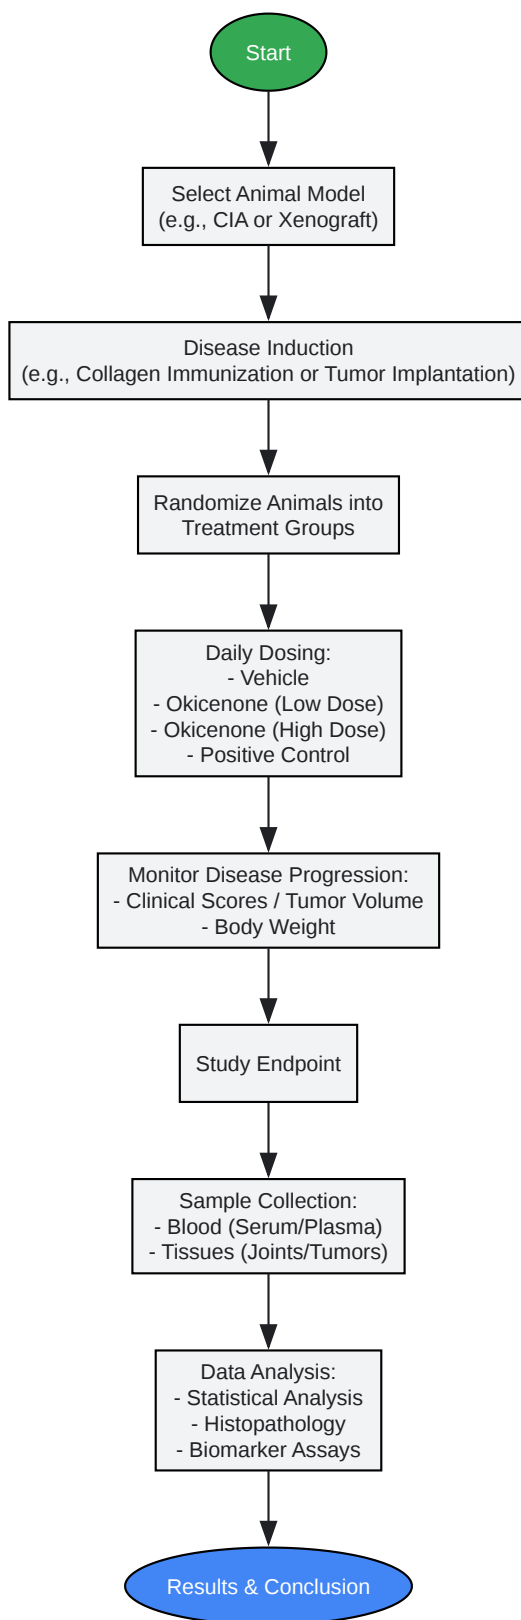 Start
Select Animal Model
(e.g., CIA or Xenograft)
Disease Induction
(e.g., Collagen Immunization or Tumor Implantation)
Randomize Animals into
Treatment Groups
Daily Dosing:
- Vehicle
- Okicenone (Low Dose)
- Okicenone (High Dose)
- Positive Control
Monitor Disease Progression:
- Clinical Scores / Tumor Volume
- Body Weight
Study Endpoint
Sample Collection:
- Blood (Serum/Plasma)
- Tissues (Joints/Tumors)
Data Analysis:
- Statistical Analysis
- Histopathology
- Biomarker Assays
Results & Conclusion